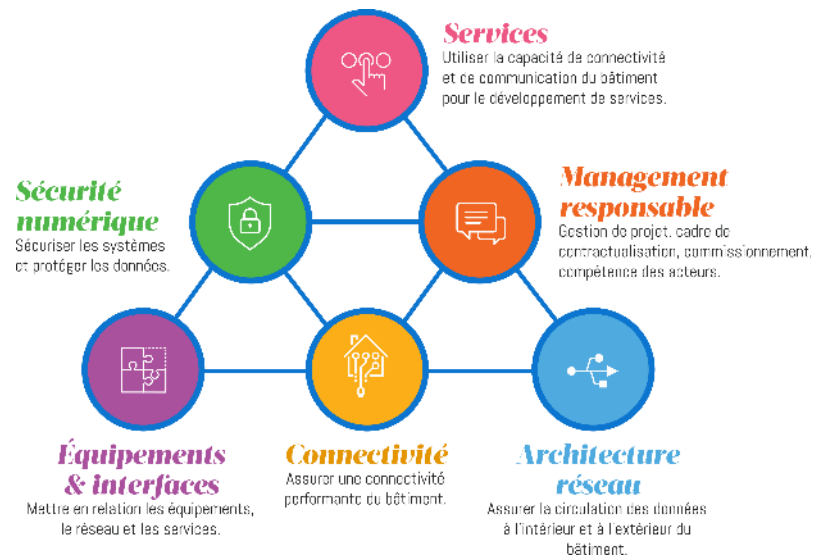 Services
Utiliser la capacité de connectivité
et de communication du bâtiment
pour le développement de services.
Sécurité
numérique
Sécuriser les systèmes
et protéger les données.
Management
responsable
Gestion de projet, cadre de
contractualisation, commissionnement,
compétence des acteurs.
Équipements
& interfaces
Mettre en relation les équipements,
le réseau et les services.
Connectivité
Assurer une connectivité
performante du bâtiment.
Architecture
réseau
Assurer la circulation des données
à l'intérieur et à l'extérieur du
bâtiment.